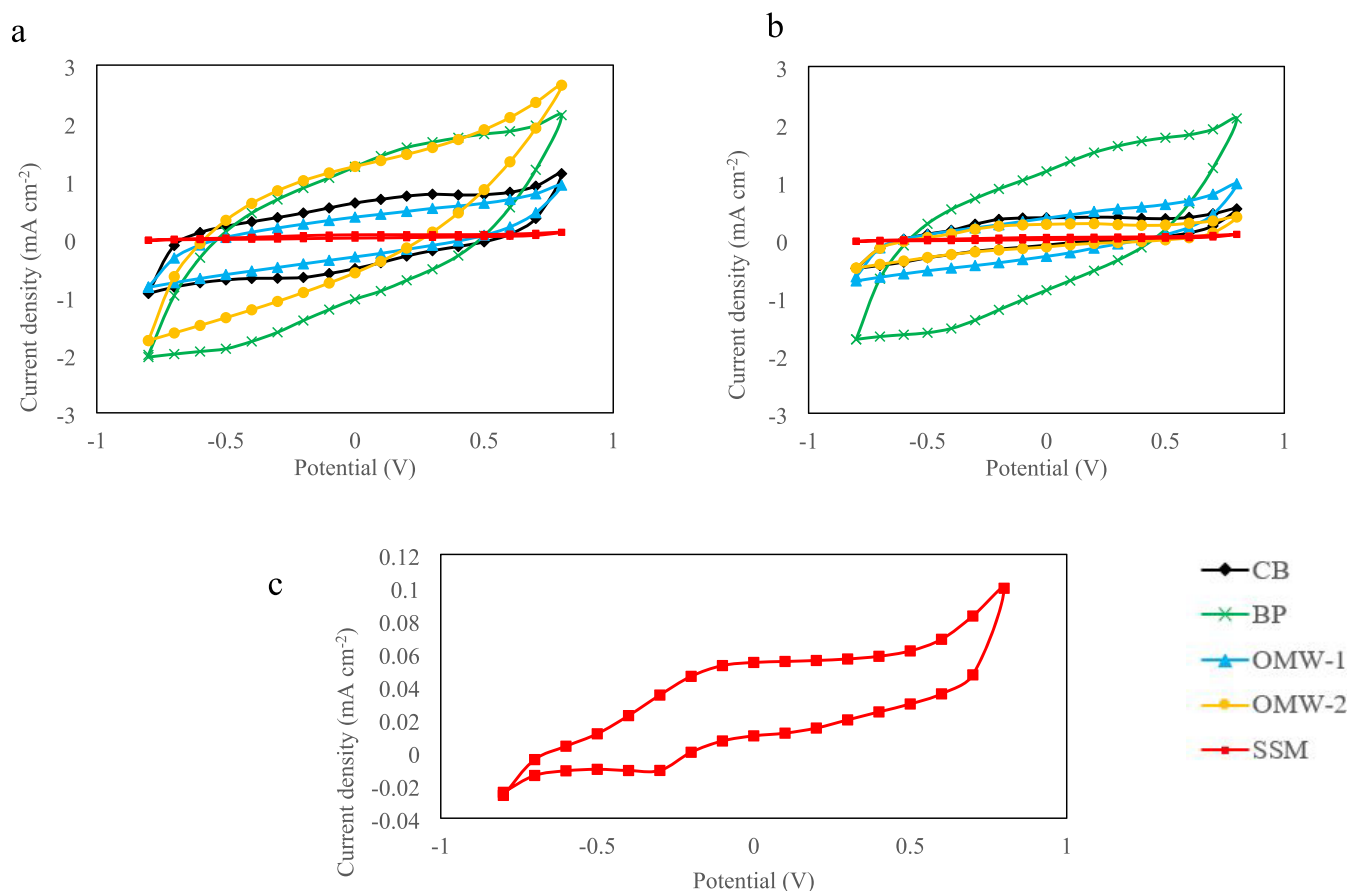 a
3
2
1
0
-1
-2
-3
-1
-0.5
0
0.5
1
Current density (mA cm-2)
Potential (V)
b
3
2
1
0
-1
-2
-3
-1
-0.5
0
0.5
1
Current density (mA cm-2)
Potential (V)
c
0.12
0.1
0.08
0.06
0.04
0.02
0
-0.02
-0.04
-1
-0.5
0
0.5
1
Current density (mA cm-2)
Potential (V)
CB
BP
OMW-1
OMW-2
SSM